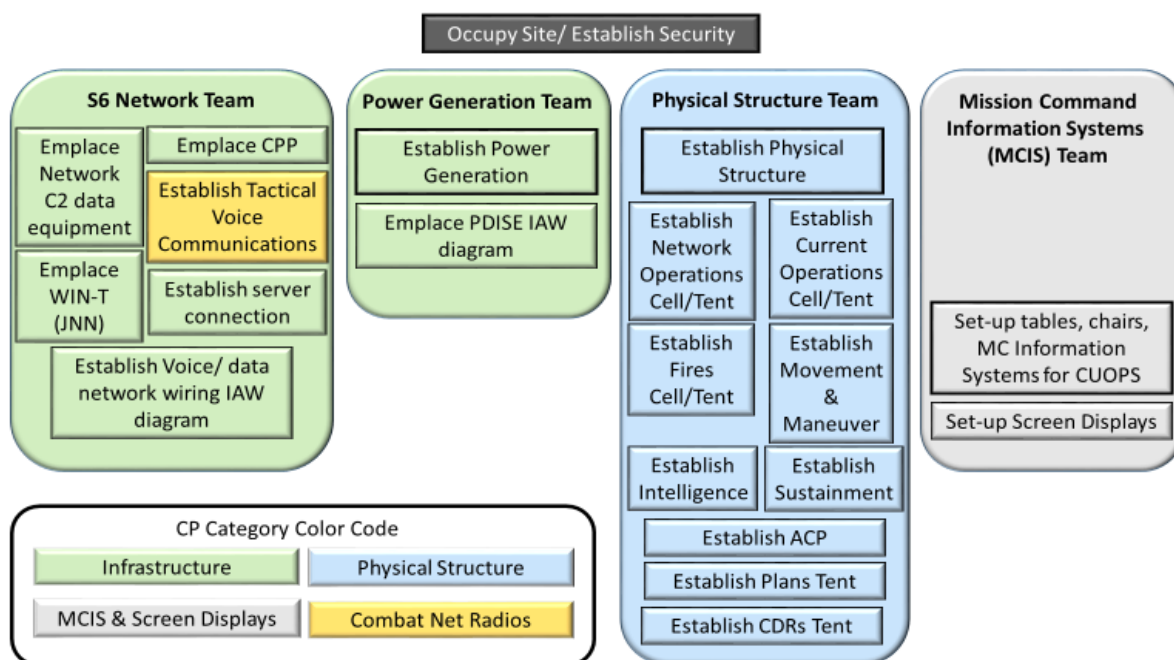 Occupy Site/ Establish Security
S6 Network Team
Emplace
Network
C2 data
equipment
Emplace CPP
Establish Tactical
Voice
Communications
Emplace
WIN-T
(JNN)
Establish server
connection
Establish Voice/ data
network wiring IAW
diagram
Power Generation Team
Establish Power
Generation
Emplace PDISE IAW
diagram
Physical Structure Team
Establish Physical
Structure
Establish
Network
Operations
Cell/Tent
Establish
Current
Operations
Cell/Tent
Establish
Fires
Cell/Tent
Establish
Movement
&
Maneuver
Establish
Intelligence
Establish
Sustainment
Establish ACP
Establish Plans Tent
Establish CDRs Tent
Mission Command
Information Systems
(MCIS) Team
Set-up tables, chairs,
MC Information
Systems for CUOPS
Set-up Screen Displays
CP Category Color Code
Infrastructure
Physical Structure
MCIS & Screen Displays
Combat Net Radios